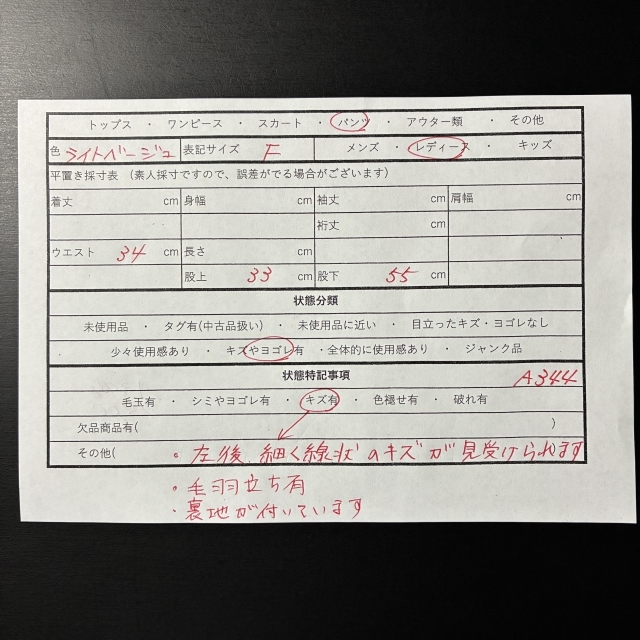 トップス ・ ワンピース ・ スカート ・ パンツ ・ アウター類 ・ その他
色 ライトベージュ 表記サイズ F メンズ ・ レディース ・ キッズ
平置き採寸表 （素人採寸ですので、誤差がでる場合がございます）
着丈 cm 身幅 cm 袖丈 cm 肩幅 cm
裄丈 cm
ウエスト 34 cm 長さ cm
股上 33 cm 股下 55 cm
状態分類
未使用品 ・ タグ有(中古品扱い) ・ 未使用品に近い ・ 目立ったキズ・ヨゴレなし
少々使用感あり ・ キズやヨゴレ有 ・全体的に使用感あり ・ ジャンク品
状態特記事項 A344
毛玉有 ・ シミやヨゴレ有 ・ キズ有 ・ 色褪せ有 ・ 破れ有
欠品商品有( )
その他( ・左後 細く線状のキズが見受けられます
・毛羽立ち有
・裏地が付いています